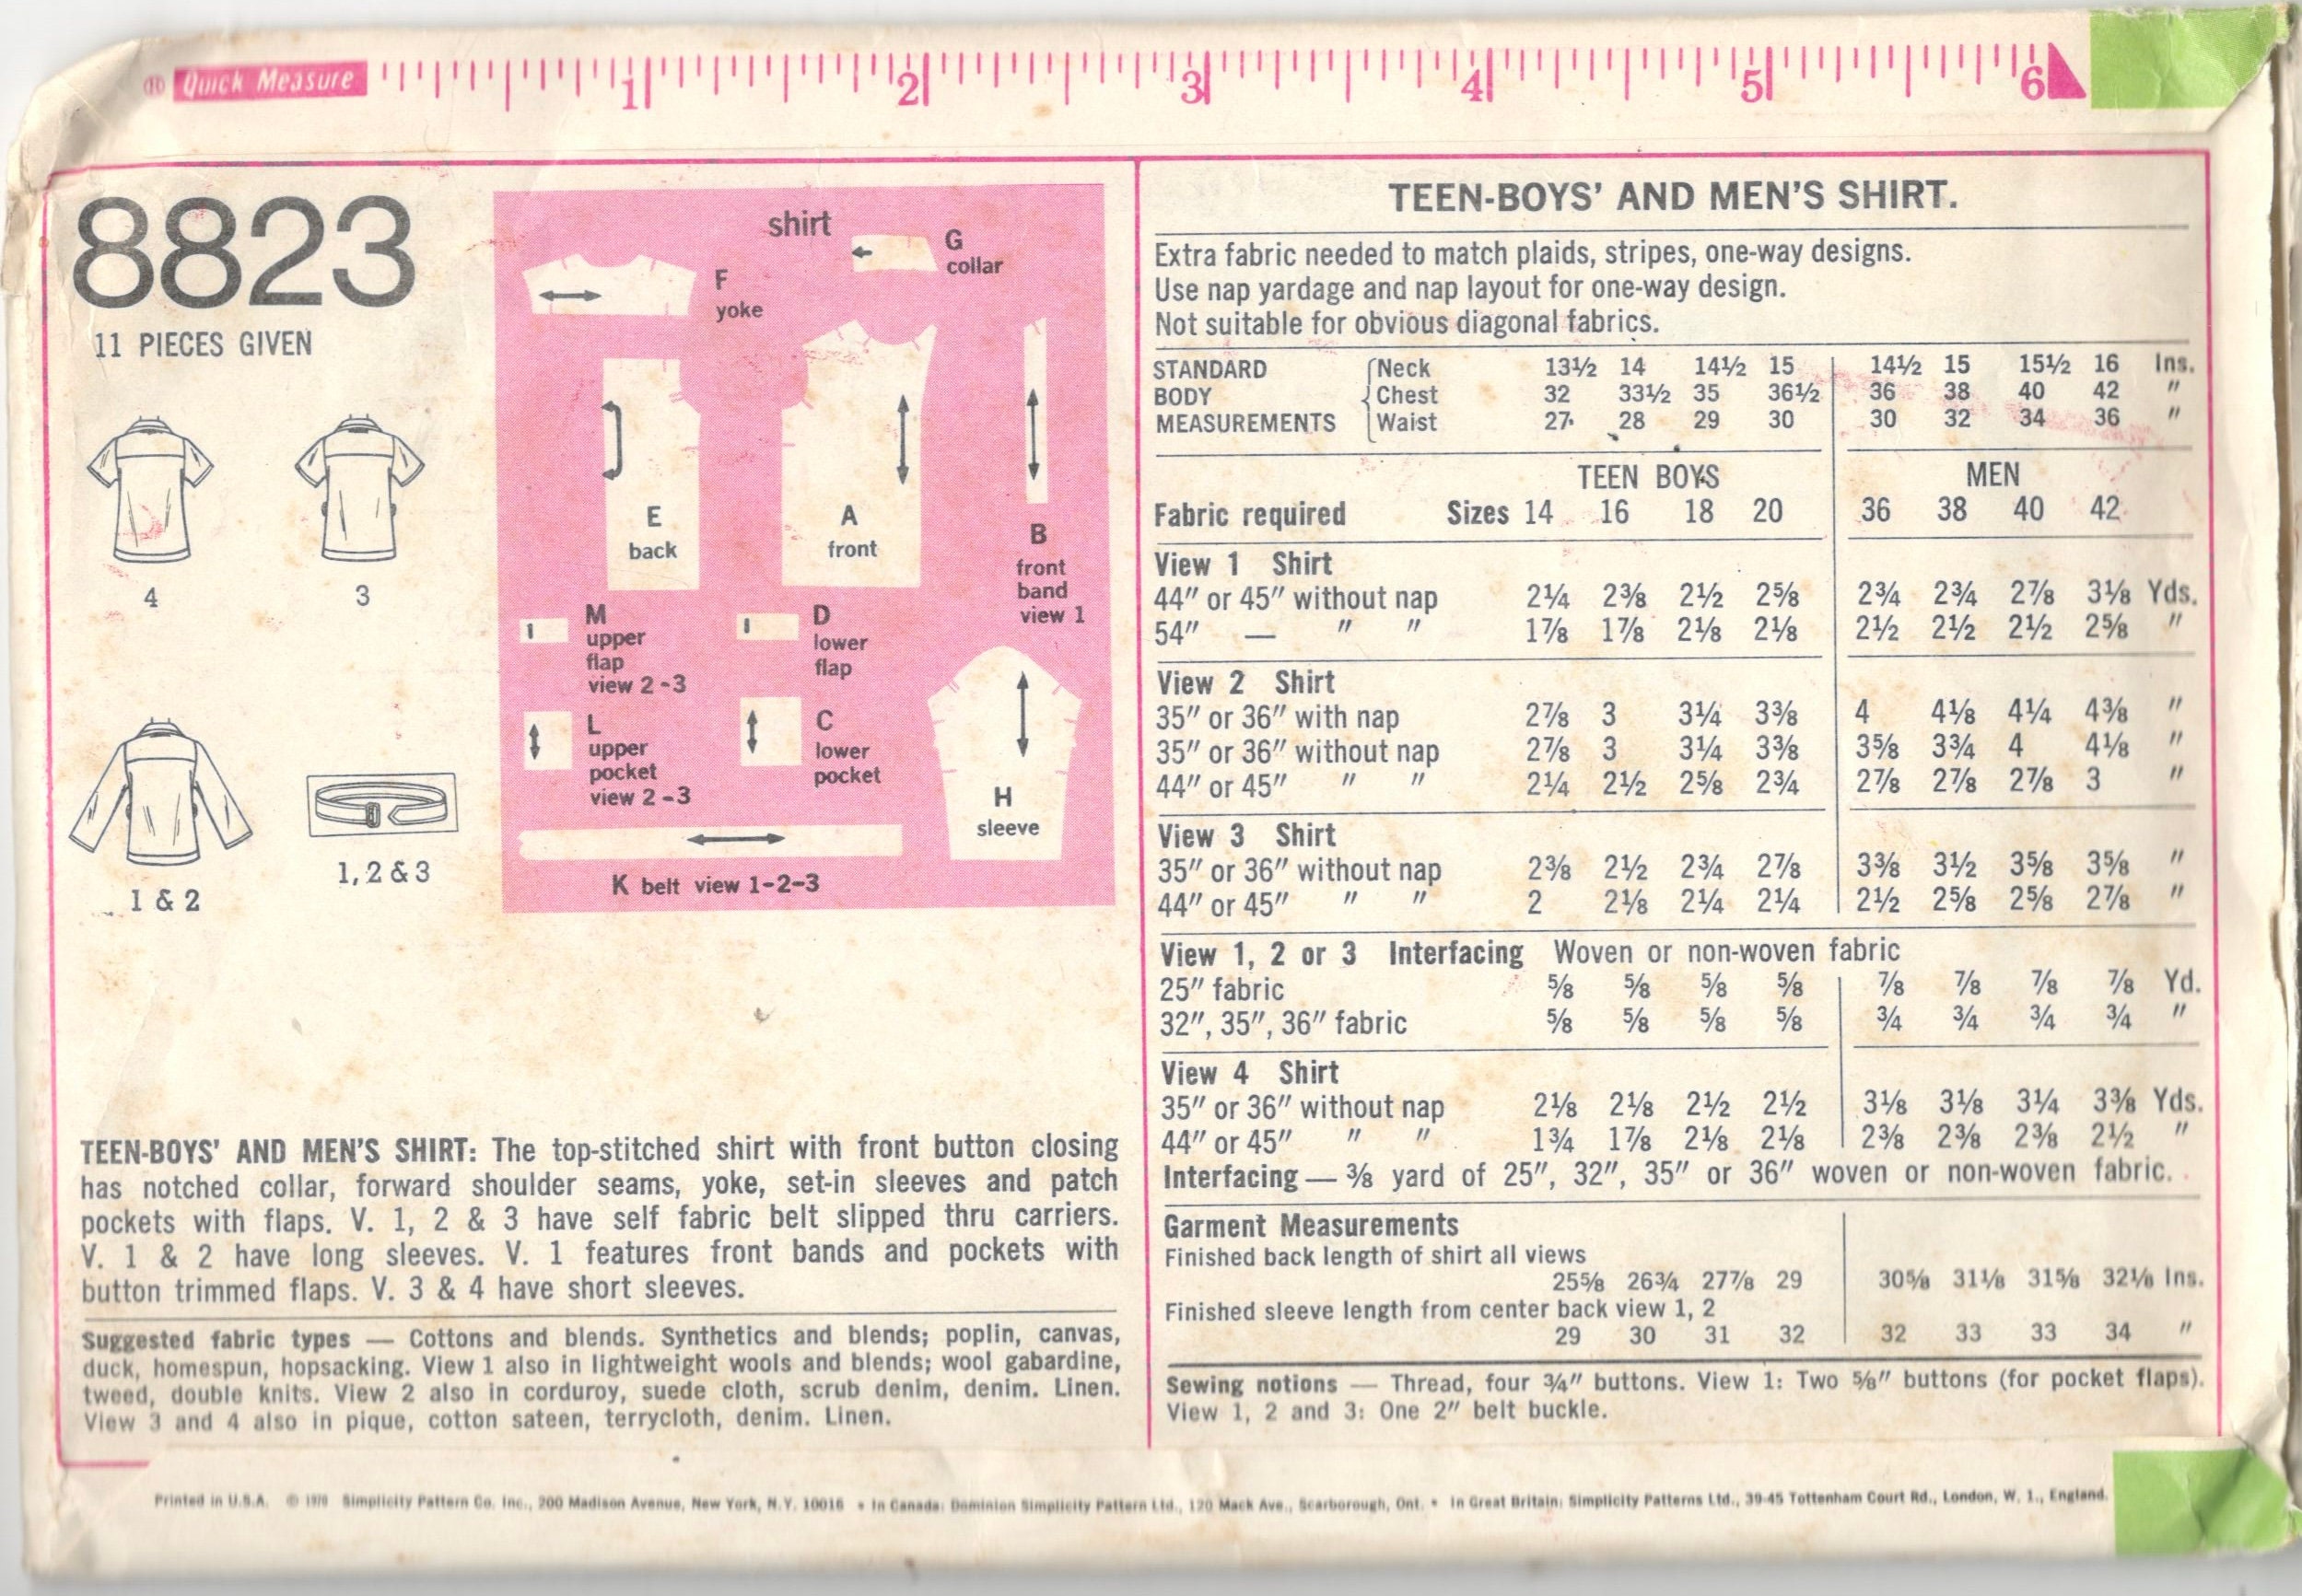 10 Quick Measure 1 2 3 4 5 6
8823
11 PIECES GIVEN
4 3
1 & 2 1, 2 & 3
shirt
F
yoke
G
collar
E
back
A
front
B
front
band
view 1
M
upper
flap
view 2-3
D
lower
flap
L
upper
pocket
view 2-3
C
lower
pocket
H
sleeve
K belt view 1-2-3
TEEN-BOYS' AND MEN'S SHIRT: The top-stitched shirt with front button closing
has notched collar, forward shoulder seams, yoke, set-in sleeves and patch
pockets with flaps. V. 1, 2 & 3 have self fabric belt slipped thru carriers.
V. 1 & 2 have long sleeves. V. 1 features front bands and pockets with
button trimmed flaps. V. 3 & 4 have short sleeves.
Suggested fabric types — Cottons and blends. Synthetics and blends; poplin, canvas,
duck, homespun, hopsacking. View 1 also in lightweight wools and blends; wool gabardine,
tweed, double knits. View 2 also in corduroy, suede cloth, scrub denim, denim. Linen.
View 3 and 4 also in pique, cotton sateen, terrycloth, denim. Linen.
TEEN-BOYS' AND MEN'S SHIRT.
Extra fabric needed to match plaids, stripes, one-way designs.
Use nap yardage and nap layout for one-way design.
Not suitable for obvious diagonal fabrics.
STANDARD Neck 13½ 14 14½ 15 14½ 15 15½ 16 Ins.
BODY Chest 32 33½ 35 36½ 36 38 40 42 "
MEASUREMENTS Waist 27 28 29 30 30 32 34 36 "
TEEN BOYS MEN
Fabric required Sizes 14 16 18 20 36 38 40 42
View 1 Shirt
44" or 45" without nap 2¼ 2⅜ 2½ 2⅝ 2¾ 2¾ 2⅞ 3⅛ Yds.
54" — " " 1⅞ 1⅞ 2⅛ 2⅛ 2½ 2½ 2½ 2⅝ "
View 2 Shirt
35" or 36" with nap 2⅞ 3 3¼ 3⅜ 4 4⅛ 4¼ 4⅜ "
35" or 36" without nap 2⅞ 3 3¼ 3⅜ 3⅝ 3¾ 4 4⅛ "
44" or 45" " " 2¼ 2½ 2⅝ 2¾ 2⅞ 2⅞ 2⅞ 3 "
View 3 Shirt
35" or 36" without nap 2⅜ 2½ 2¾ 2⅞ 3⅜ 3½ 3⅝ 3⅝ "
44" or 45" " " 2 2⅛ 2¼ 2¼ 2½ 2⅝ 2⅝ 2⅞ "
View 1, 2 or 3 Interfacing Woven or non-woven fabric
25" fabric ⅝ ⅝ ⅝ ⅝ ⅞ ⅞ ⅞ ⅞ Yd.
32", 35", 36" fabric ⅝ ⅝ ⅝ ⅝ ¾ ¾ ¾ ¾ "
View 4 Shirt
35" or 36" without nap 2⅛ 2⅛ 2½ 2½ 3⅛ 3⅛ 3¼ 3⅜ Yds.
44" or 45" " " 1¾ 1⅞ 2⅛ 2⅛ 2⅜ 2⅜ 2⅜ 2½ "
Interfacing — ⅜ yard of 25", 32", 35" or 36" woven or non-woven fabric.
Garment Measurements
Finished back length of shirt all views
25⅝ 26¾ 27⅞ 29 30⅝ 31⅛ 31⅝ 32⅛ Ins.
Finished sleeve length from center back view 1, 2
29 30 31 32 32 33 33 34 "
Sewing notions — Thread, four ¾" buttons. View 1: Two ⅝" buttons (for pocket flaps).
View 1, 2 and 3: One 2" belt buckle.
Printed in U.S.A. © 1970 Simplicity Pattern Co. Inc., 200 Madison Avenue, New York, N.Y. 10016 • In Canada: Dominion Simplicity Pattern Ltd., 120 Mack Ave., Scarborough, Ont. • In Great Britain: Simplicity Patterns Ltd., 39-45 Tottenham Court Rd., London, W. 1., England.